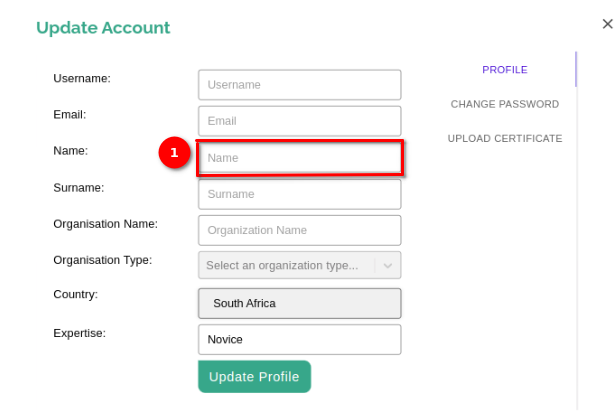 Update Account
×
Username:
Username
PROFILE
Email:
Email
CHANGE PASSWORD
Name:
1
Name
UPLOAD CERTIFICATE
Surname:
Surname
Organisation Name:
Organization Name
Organisation Type:
Select an organization type...
Country:
South Africa
Expertise:
Novice
Update Profile